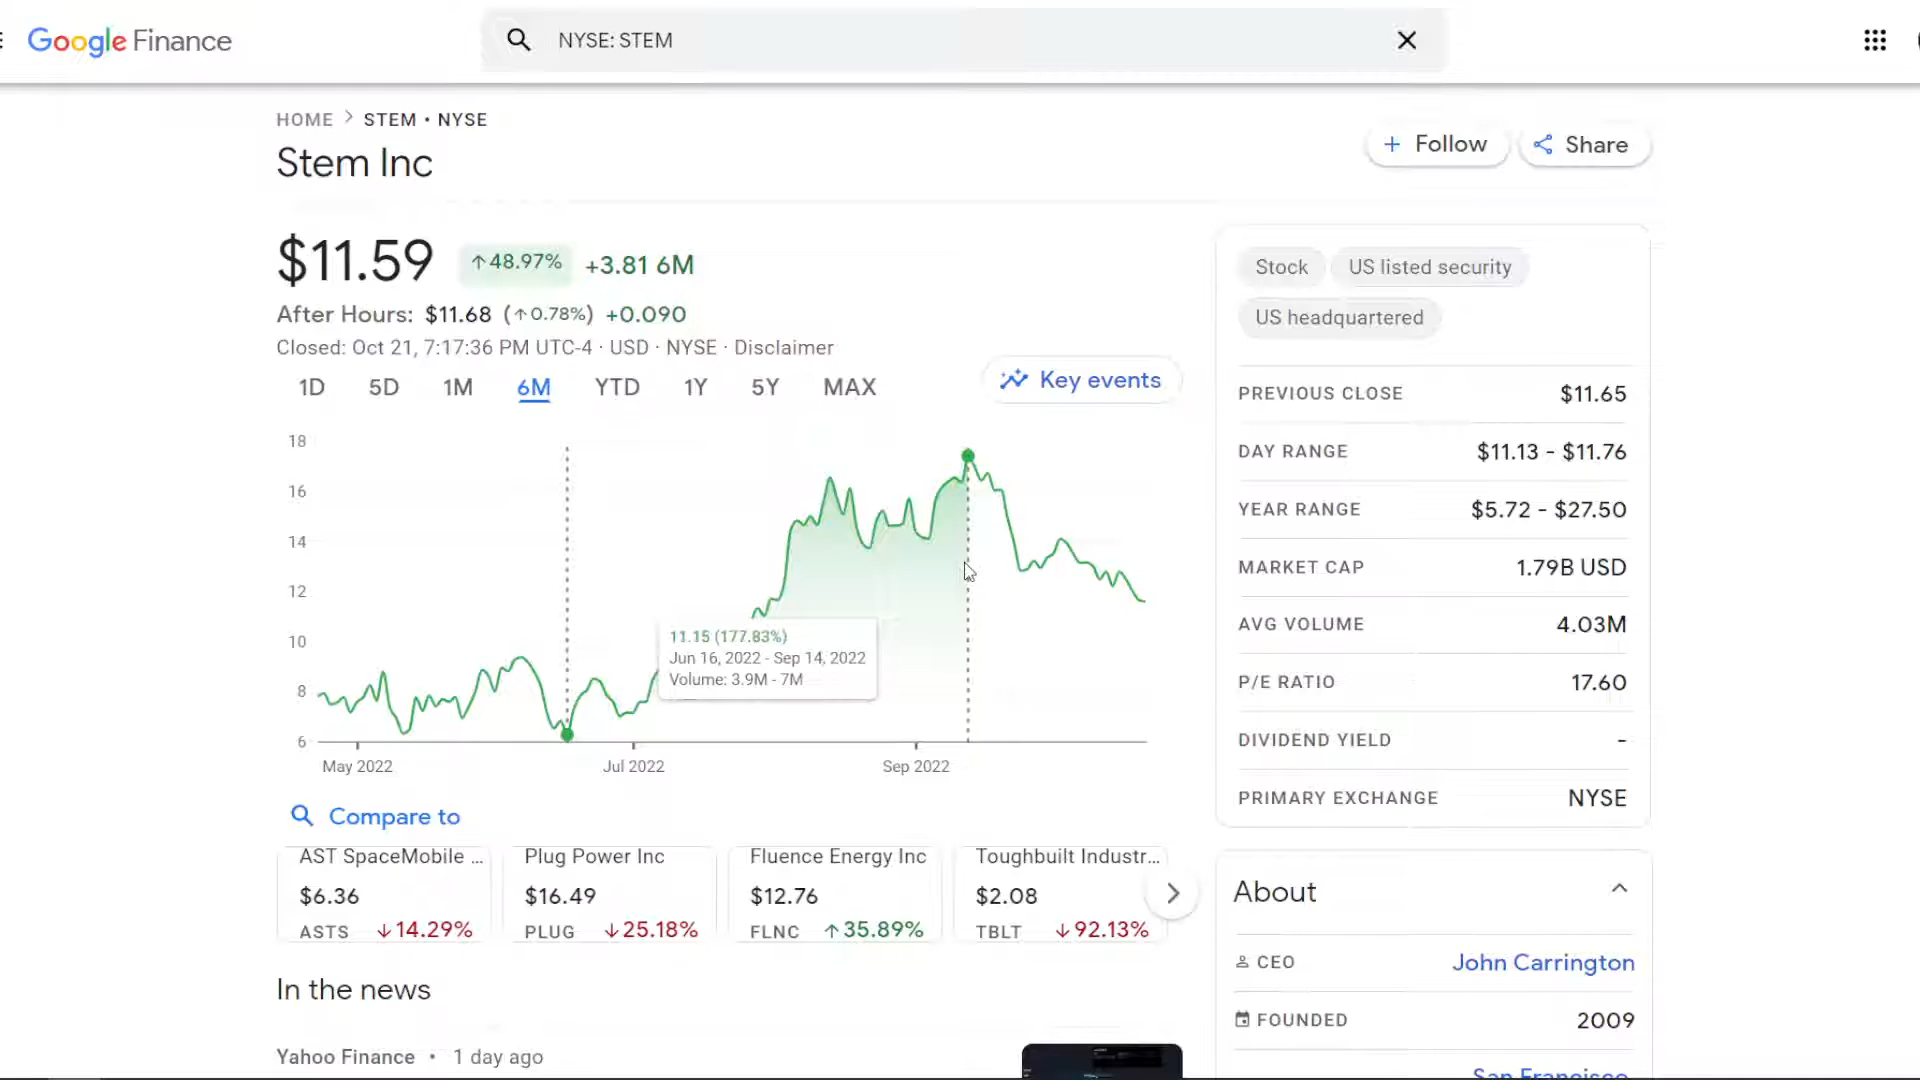 Google Finance
NYSE: STEM
HOME > STEM • NYSE
Stem Inc
+ Follow
Share
$11.59
↑48.97%
+3.81 6M
After Hours: $11.68 (↑0.78%) +0.090
Closed: Oct 21, 7:17:36 PM UTC-4 · USD · NYSE · Disclaimer
1D 5D 1M 6M YTD 1Y 5Y MAX
Key events
18
16
14
12
10
8
6
11.15 (177.83%)
Jun 16, 2022 - Sep 14, 2022
Volume: 3.9M - 7M
May 2022
Jul 2022
Sep 2022
Compare to
AST SpaceMobile ...
$6.36
ASTS ↓14.29%
Plug Power Inc
$16.49
PLUG ↓25.18%
Fluence Energy Inc
$12.76
FLNC ↑35.89%
Toughbuilt Industr...
$2.08
TBLT ↓92.13%
In the news
Yahoo Finance • 1 day ago
Stock
US listed security
US headquartered
PREVIOUS CLOSE $11.65
DAY RANGE $11.13 - $11.76
YEAR RANGE $5.72 - $27.50
MARKET CAP 1.79B USD
AVG VOLUME 4.03M
P/E RATIO 17.60
DIVIDEND YIELD -
PRIMARY EXCHANGE NYSE
About
CEO John Carrington
FOUNDED 2009
San Francisco